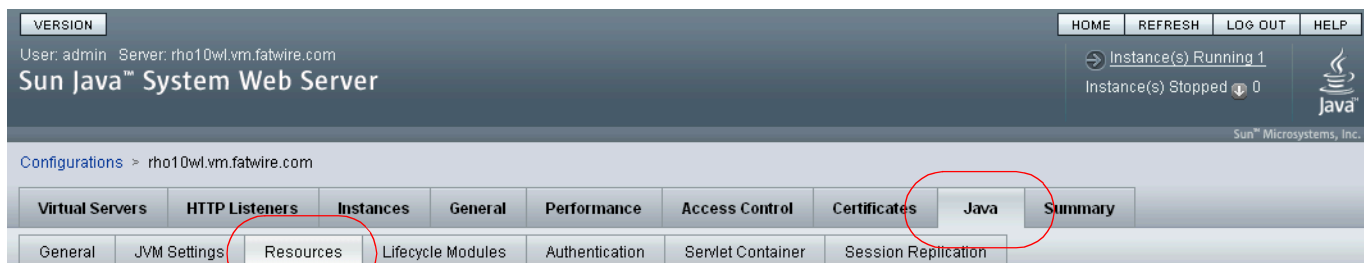 VERSION
HOME REFRESH LOG OUT HELP
User: admin Server: rho10wl.vm.fatwire.com
Sun Java™ System Web Server
Instance(s) Running 1
Instance(s) Stopped 0
Java™
Sun™ Microsystems, Inc.
Configurations > rho10wl.vm.fatwire.com
Virtual Servers HTTP Listeners Instances General Performance Access Control Certificates Java Summary
General JVM Settings Resources Lifecycle Modules Authentication Servlet Container Session Replication